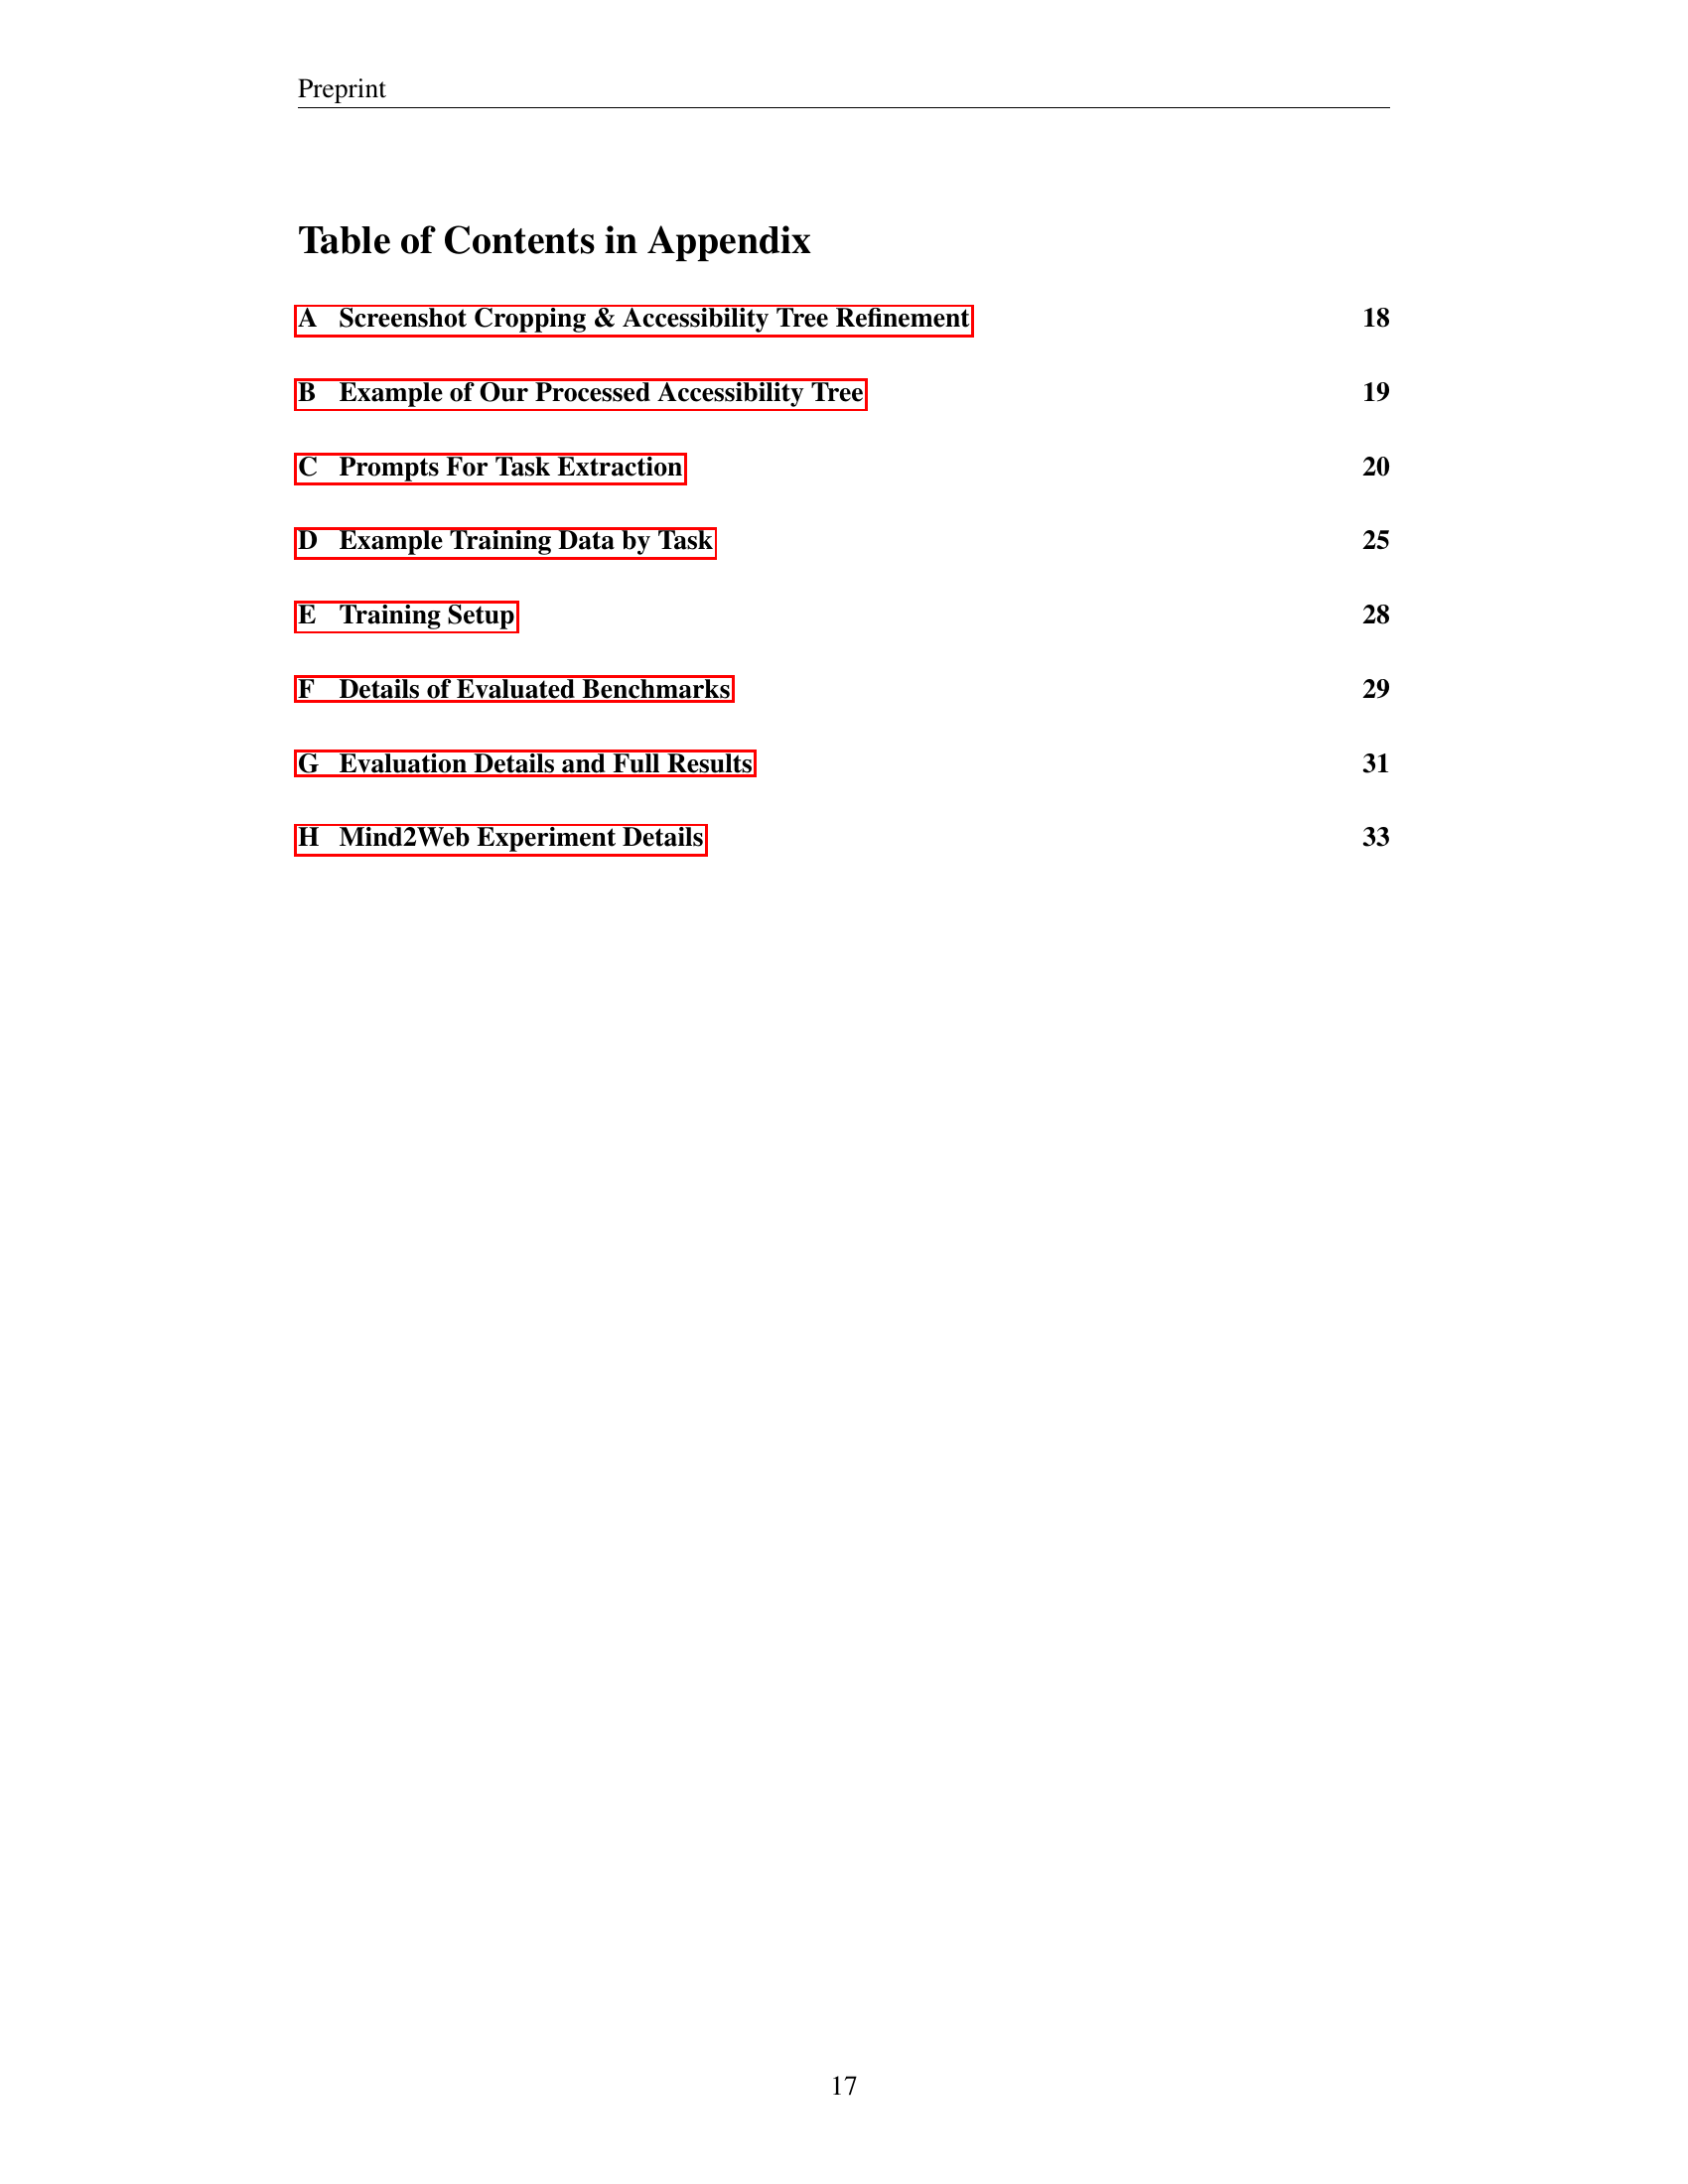 Preprint
Table of Contents in Appendix
A Screenshot Cropping & Accessibility Tree Refinement 18
B Example of Our Processed Accessibility Tree 19
C Prompts For Task Extraction 20
D Example Training Data by Task 25
E Training Setup 28
F Details of Evaluated Benchmarks 29
G Evaluation Details and Full Results 31
H Mind2Web Experiment Details 33
17